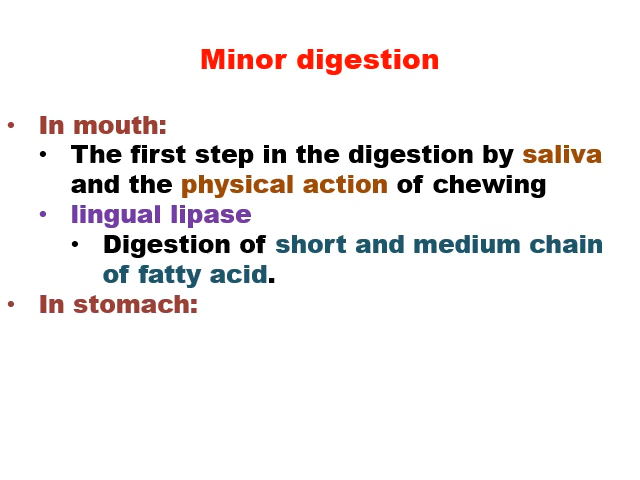 Minor digestion
• In mouth:
• The first step in the digestion by saliva
and the physical action of chewing
• lingual lipase
• Digestion of short and medium chain
of fatty acid.
• In stomach: